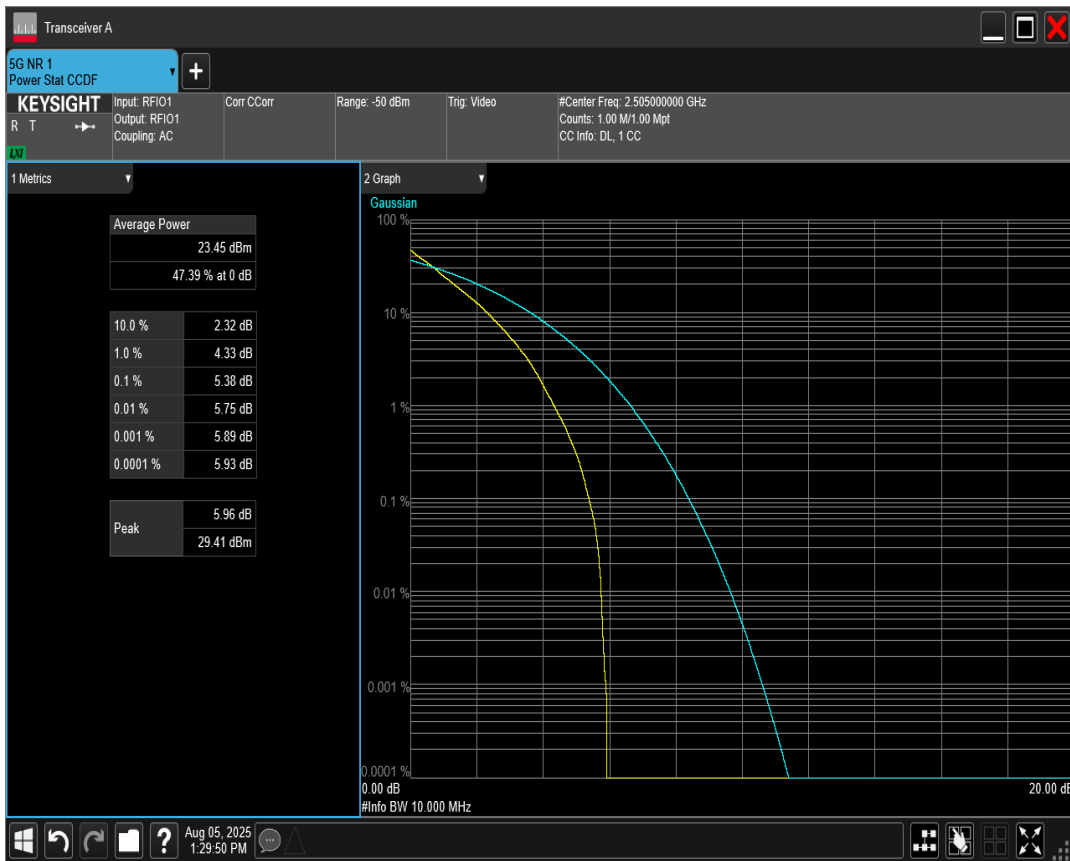 Transceiver A
5G NR 1
Power Stat CCDF
KEYSIGHT
R T
LXI
Input: RFIO1
Output: RFIO1
Coupling: AC
Corr CCorr
Range: -50 dBm
Trig: Video
#Center Freq: 2.505000000 GHz
Counts: 1.00 M/1.00 Mpt
CC Info: DL, 1 CC
1 Metrics
Average Power
23.45 dBm
47.39 % at 0 dB
10.0 % 2.32 dB
1.0 % 4.33 dB
0.1 % 5.38 dB
0.01 % 5.75 dB
0.001 % 5.89 dB
0.0001 % 5.93 dB
Peak 5.96 dB
29.41 dBm
2 Graph
Gaussian
100 %
10 %
1 %
0.1 %
0.01 %
0.001 %
0.0001 %
0.00 dB 20.00 dB
#Info BW 10.000 MHz
?
Aug 05, 2025
1:29:50 PM